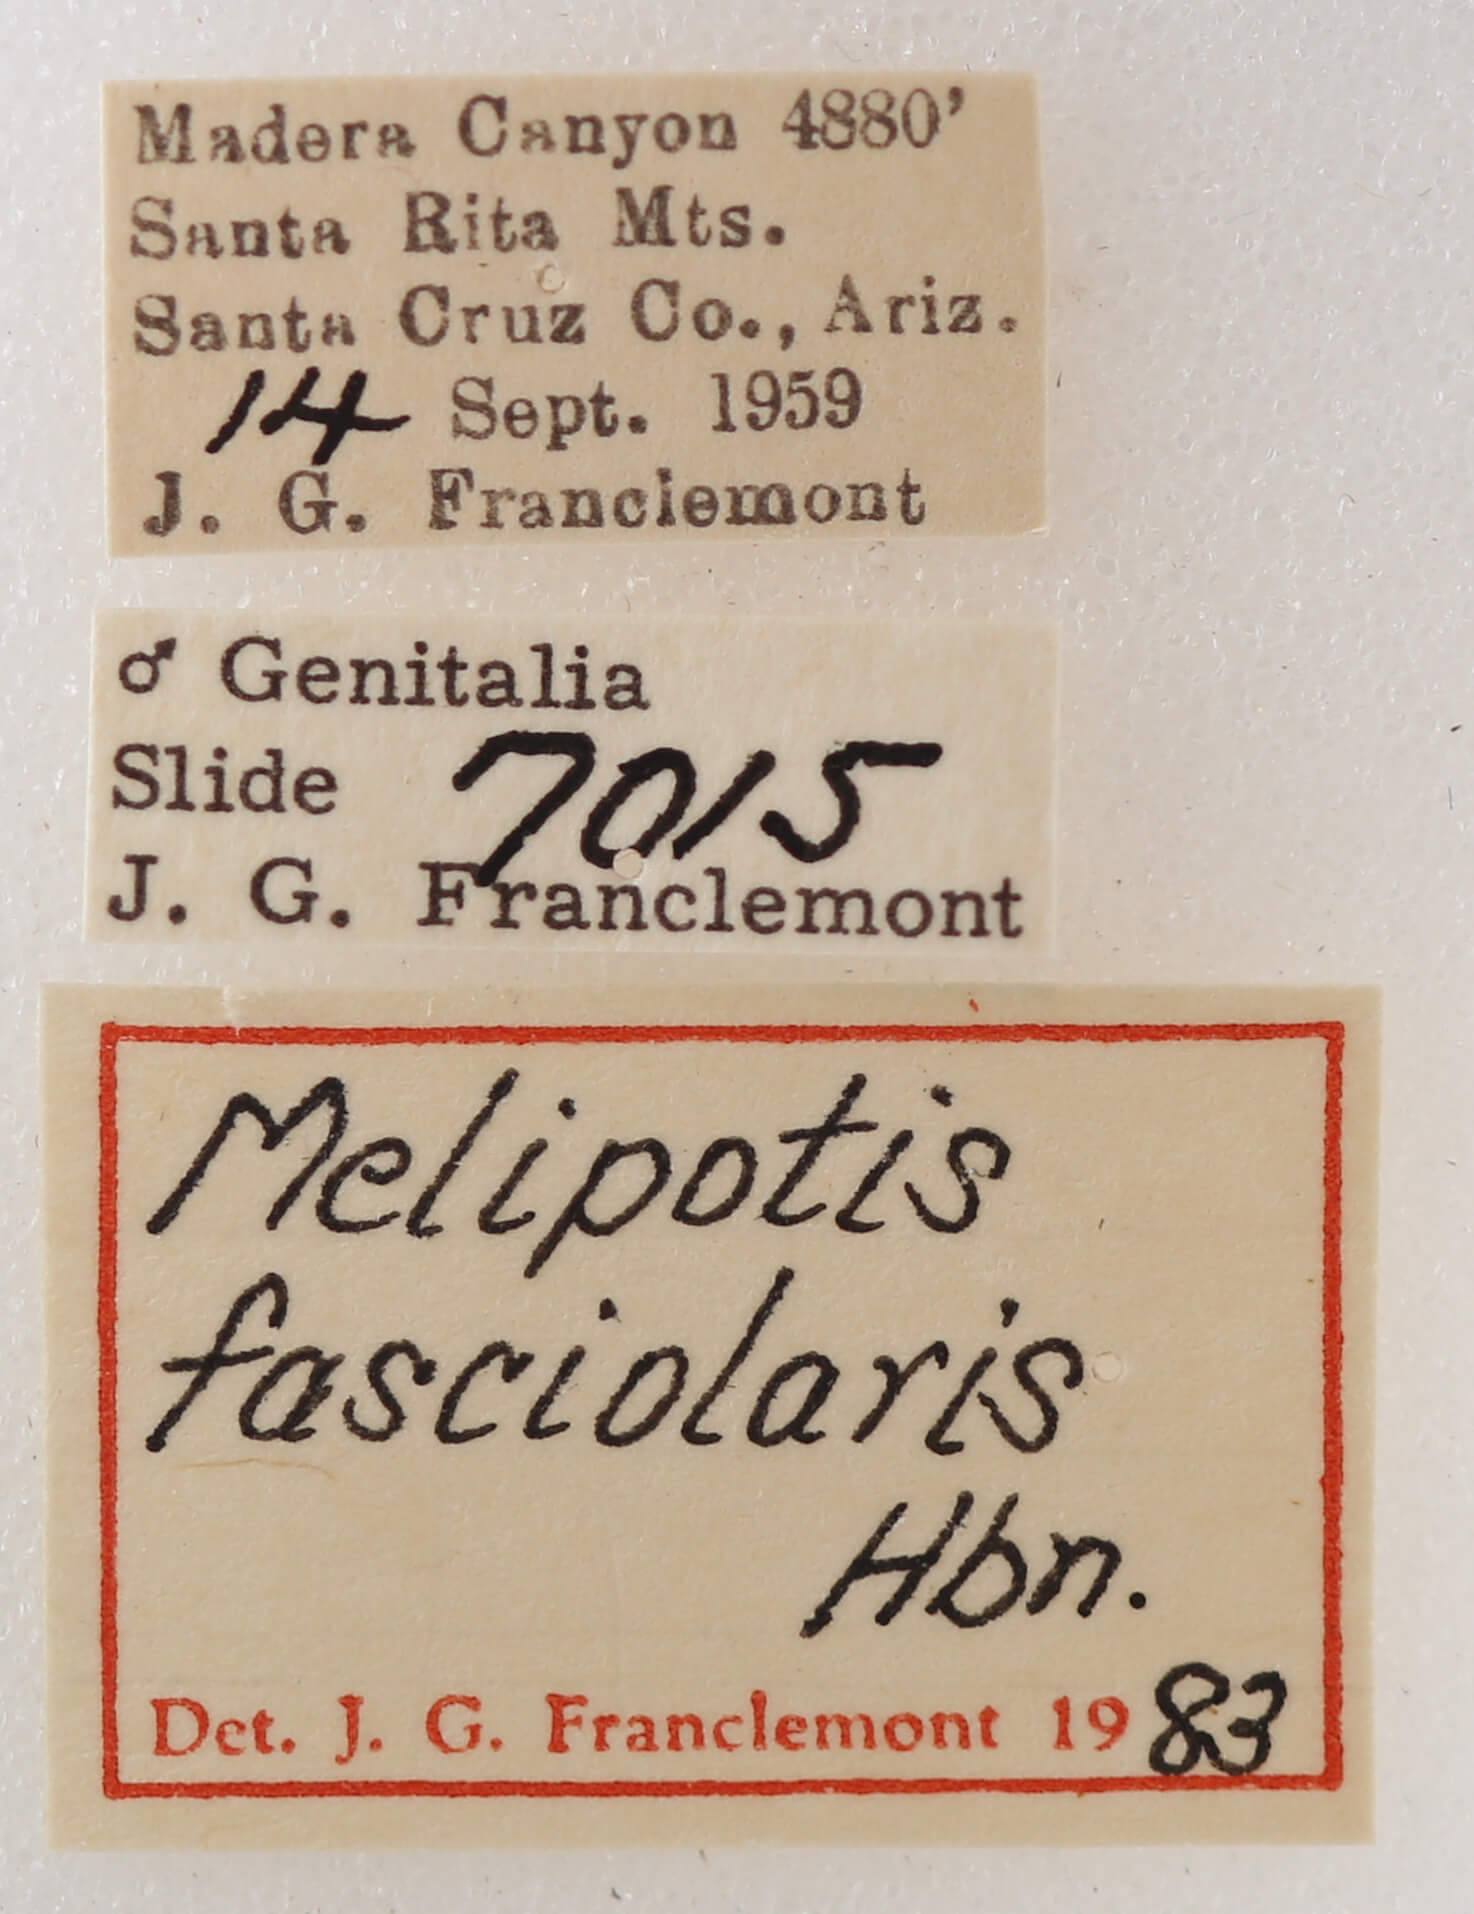 Madera Canyon 4880'
Santa Rita Mts.
Santa Cruz Co., Ariz.
14 Sept. 1959
J. G. Franclemont
♂ Genitalia
Slide 7015
J. G. Franclemont
Melipotis
fasciolaris
Hbn.
Det. J. G. Franclemont 1983